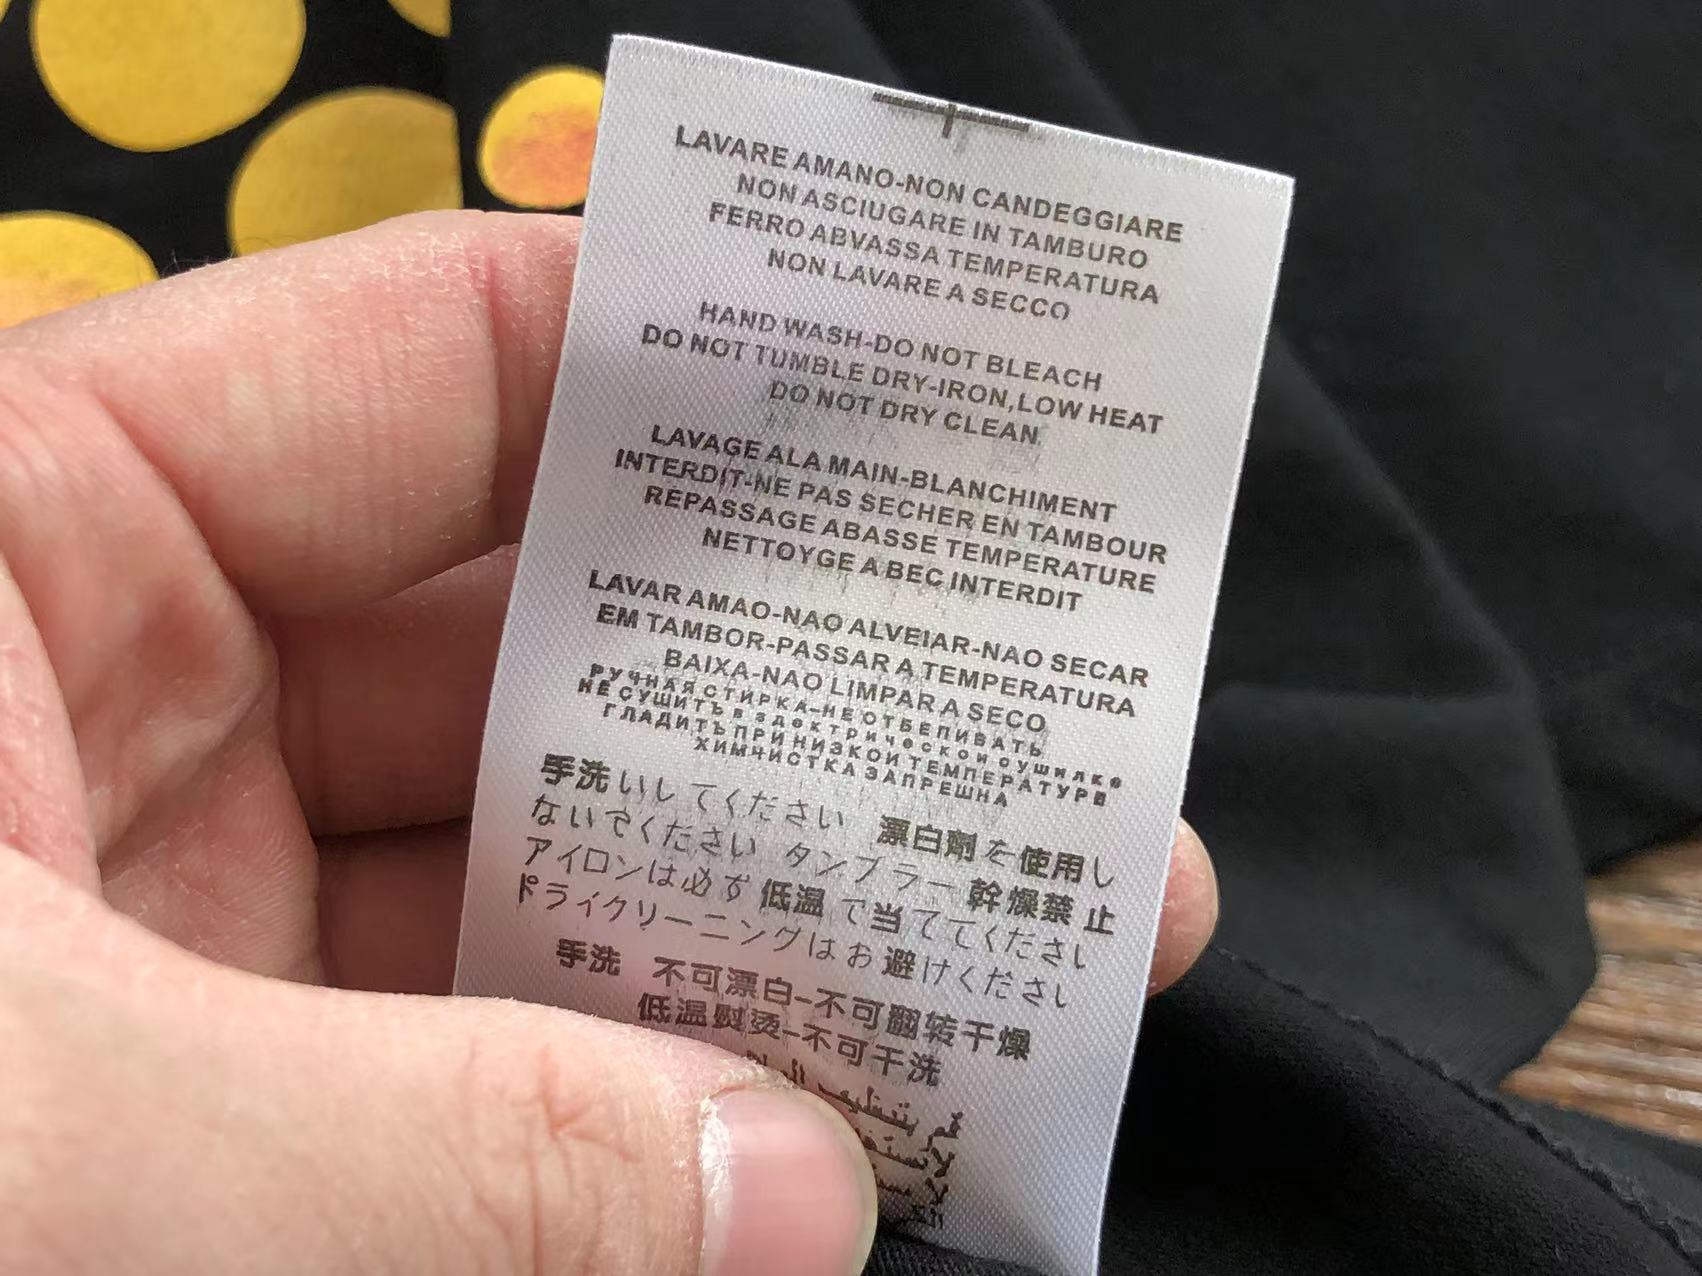 LAVARE AMANO-NON CANDEGGIARE
NON ASCIUGARE IN TAMBURO
FERRO ABVASSA TEMPERATURA
NON LAVARE A SECCO
HAND WASH-DO NOT BLEACH
DO NOT TUMBLE DRY-IRON,LOW HEAT
DO NOT DRY CLEAN
LAVAGE ALA MAIN-BLANCHIMENT
INTERDIT-NE PAS SECHER EN TAMBOUR
REPASSAGE ABASSE TEMPERATURE
NETTOYGE A BEC INTERDIT
LAVAR AMAO-NAO ALVEIAR-NAO SECAR
EM TAMBOR-PASSAR A TEMPERATURA
BAIXA-NAO LIMPAR A SECO
РУЧНАЯ СТИРКА-НЕ ОТБЕПИВАТЬ
НЕ СУШИТЬ в здектрической сушилке
ГЛАДИТЬ ПРИ НИЗКОИ ТЕМПЕРАТУРЕ
ХИМЧИСТКА ЗАПРЕШНА
手洗いしてください 漂白劑を使用し
ないでください タンブラー幹燥禁止
アイロンは必ず低温で当ててください
ドライクリーニングはお避けください
手洗 不可漂白-不可翻转干燥
低温熨烫-不可干洗